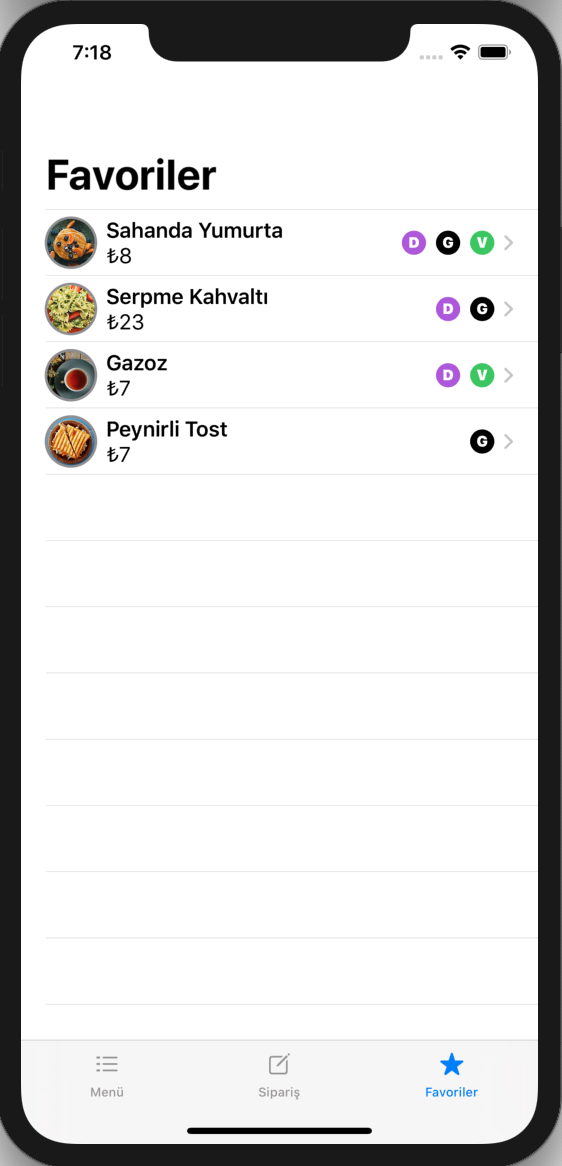 7:18
Favoriler
Sahanda Yumurta
₺8
D G V
Serpme Kahvaltı
₺23
D G
Gazoz
₺7
D V
Peynirli Tost
₺7
G
Menü
Sipariş
Favoriler